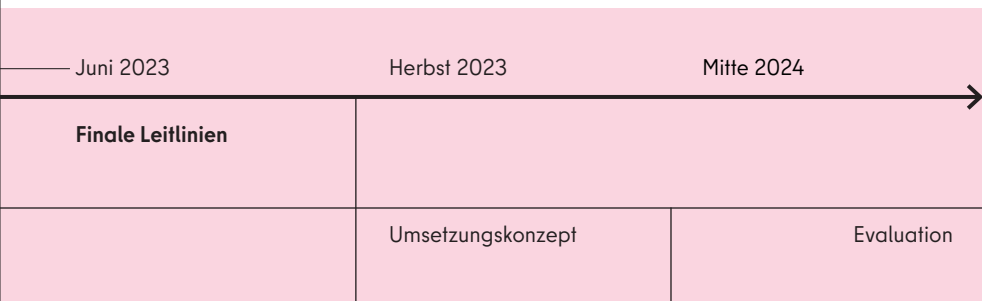 Juni 2023
Herbst 2023
Mitte 2024
Finale Leitlinien
Umsetzungskonzept
Evaluation